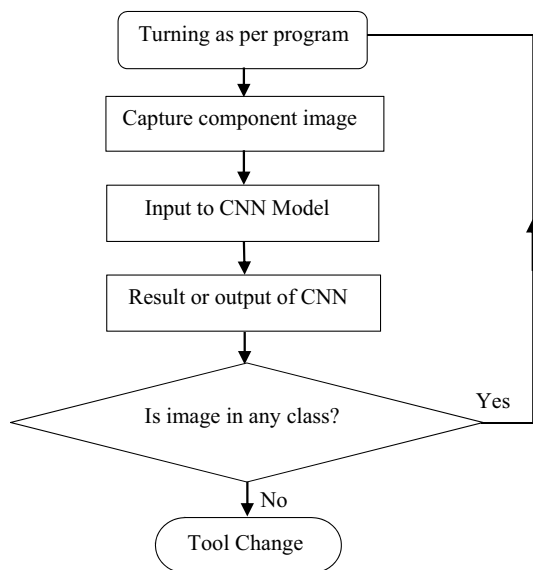 Turning as per program
Capture component image
Input to CNN Model
Result or output of CNN
Is image in any class?
Yes
No
Tool Change